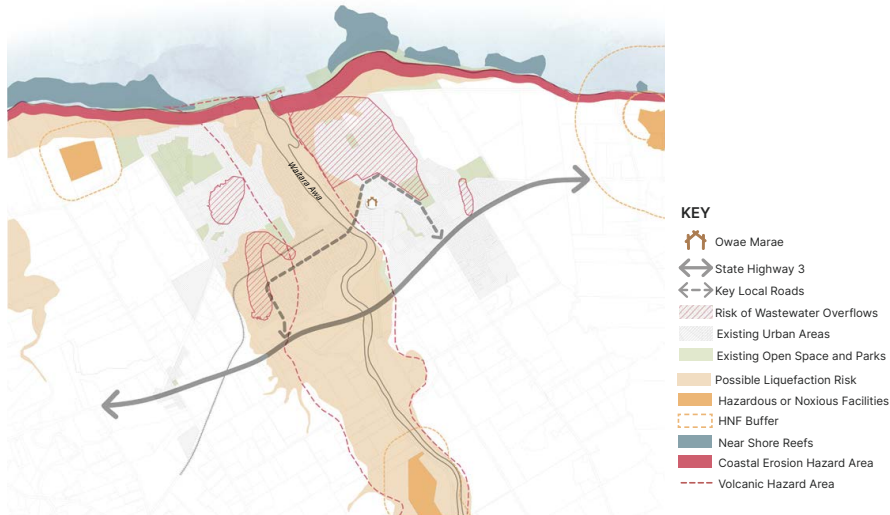 Waitara Awa
KEY
Owae Marae
State Highway 3
Key Local Roads
Risk of Wastewater Overflows
Existing Urban Areas
Existing Open Space and Parks
Possible Liquefaction Risk
Hazardous or Noxious Facilities
HNF Buffer
Near Shore Reefs
Coastal Erosion Hazard Area
Volcanic Hazard Area